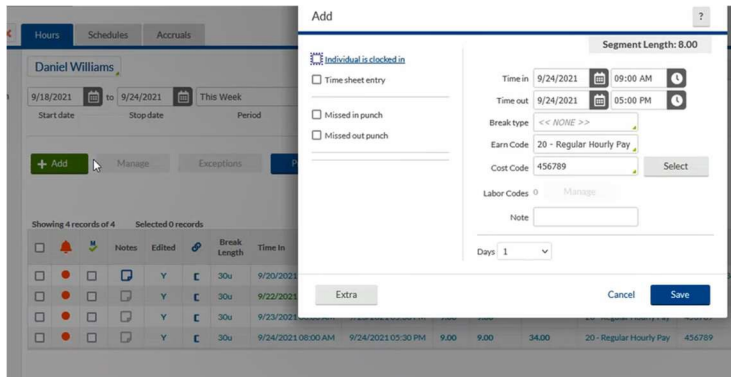 Hours Schedules Accruals
Daniel Williams
9/18/2021 to 9/24/2021 This Week
Start date Stop date Period
+ Add Manage Exceptions
Showing 4 records of 4 Selected 0 records
Notes Edited Break Length Time In
Y 30u 9/20/2021
Y 30u 9/22/2021
Y 30u 9/23/2021
Y 30u 9/24/2021 08:00 AM 9/24/2021 05:30 PM 9.00 9.00 34.00 20 - Regular Hourly Pay 456789
Add ?
Segment Length: 8.00
Individual is clocked in
Time sheet entry
Missed in punch
Missed out punch
Time in 9/24/2021 09:00 AM
Time out 9/24/2021 05:00 PM
Break type << NONE >>
Earn Code 20 - Regular Hourly Pay
Cost Code 456789 Select
Labor Codes 0 Manage
Note
Days 1
Extra Cancel Save